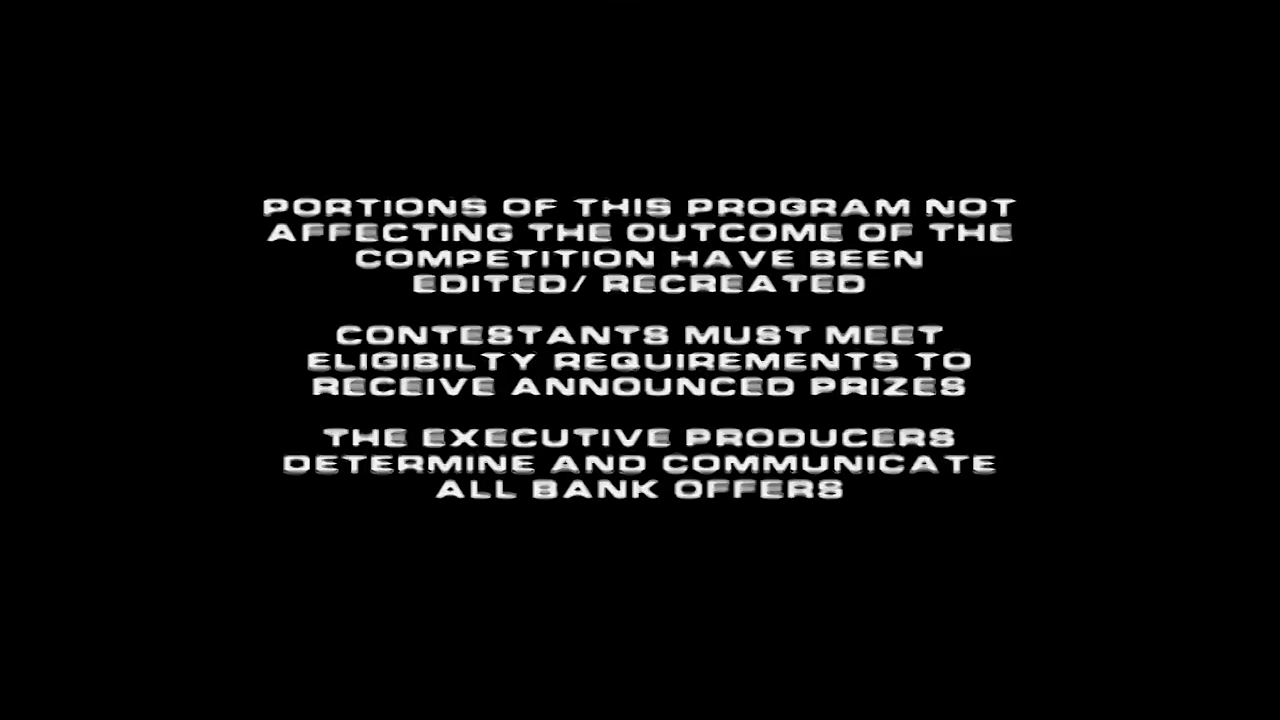 PORTIONS OF THIS PROGRAM NOT
AFFECTING THE OUTCOME OF THE
COMPETITION HAVE BEEN
EDITED/ RECREATED
CONTESTANTS MUST MEET
ELIGIBILTY REQUIREMENTS TO
RECEIVE ANNOUNCED PRIZES
THE EXECUTIVE PRODUCERS
DETERMINE AND COMMUNICATE
ALL BANK OFFERS